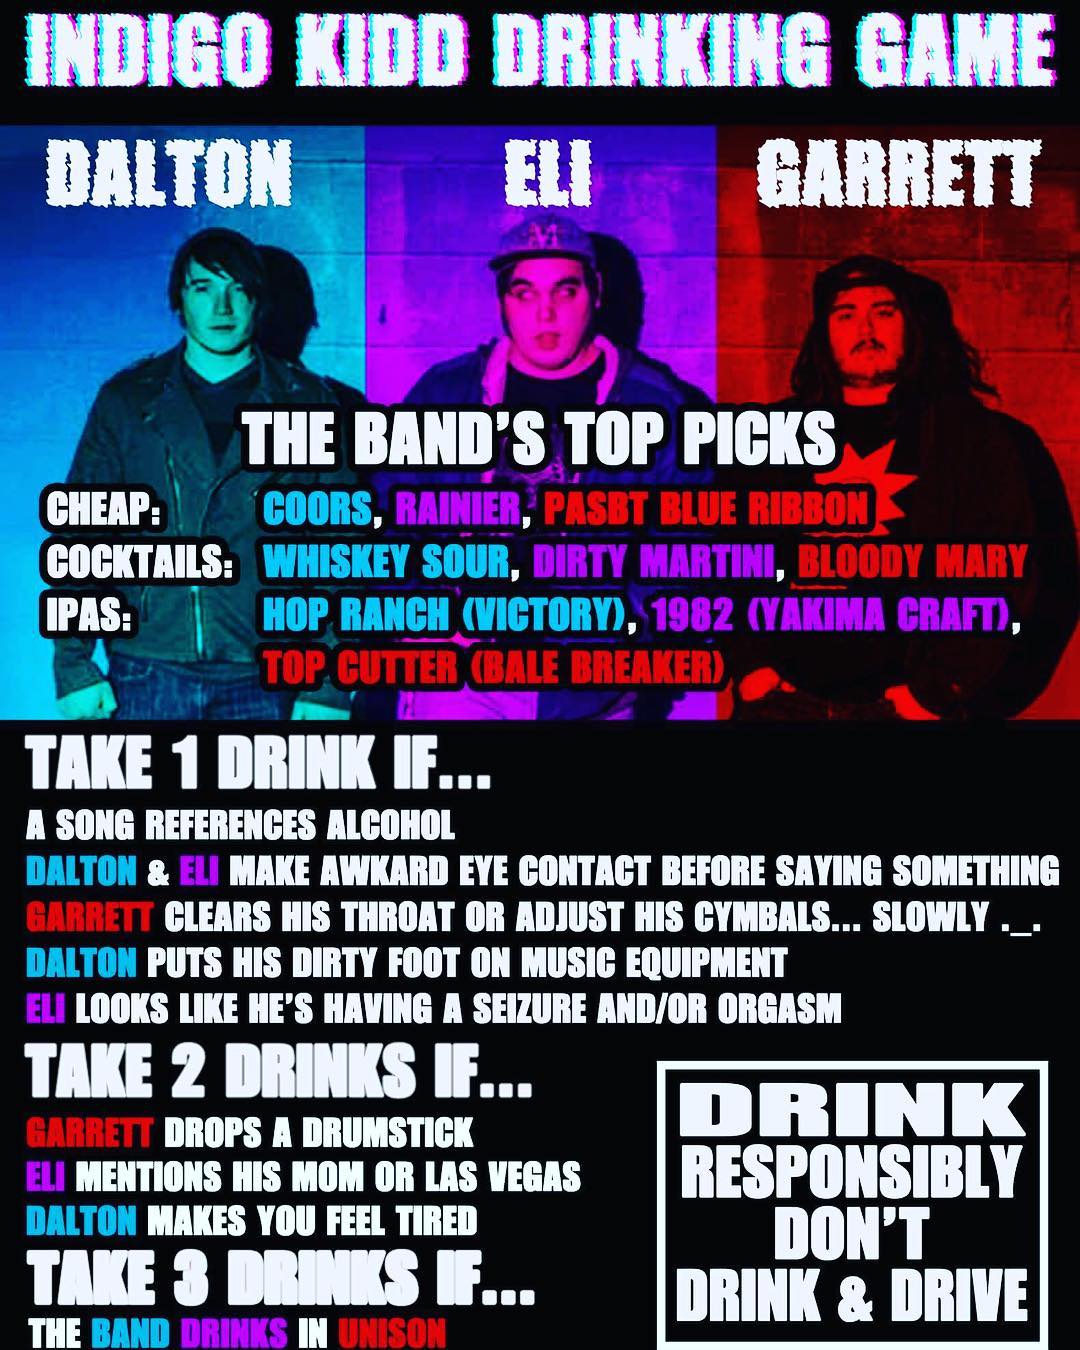 INDIGO KIDD DRINKING GAME
DALTON ELI GARRETT
THE BAND'S TOP PICKS
CHEAP: COORS, RAINIER, PASBT BLUE RIBBON
COCKTAILS: WHISKEY SOUR, DIRTY MARTINI, BLOODY MARY
IPAS: HOP RANCH (VICTORY), 1982 (YAKIMA CRAFT),
TOP CUTTER (BALE BREAKER)
TAKE 1 DRINK IF...
A SONG REFERENCES ALCOHOL
DALTON & ELI MAKE AWKARD EYE CONTACT BEFORE SAYING SOMETHING
GARRETT CLEARS HIS THROAT OR ADJUST HIS CYMBALS... SLOWLY ._.
DALTON PUTS HIS DIRTY FOOT ON MUSIC EQUIPMENT
ELI LOOKS LIKE HE'S HAVING A SEIZURE AND/OR ORGASM
TAKE 2 DRINKS IF...
GARRETT DROPS A DRUMSTICK
ELI MENTIONS HIS MOM OR LAS VEGAS
DALTON MAKES YOU FEEL TIRED
TAKE 3 DRINKS IF...
THE BAND DRINKS IN UNISON
DRINK
RESPONSIBLY
DON'T
DRINK & DRIVE